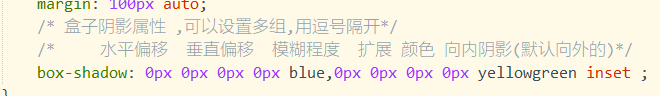 margin: 100px auto;
/* 盒子阴影属性 ,可以设置多组,用逗号隔开*/
/* 水平偏移 垂直偏移 模糊程度 扩展 颜色 向内阴影(默认向外的)*/
box-shadow: 0px 0px 0px 0px blue,0px 0px 0px 0px yellowgreen inset ;
}